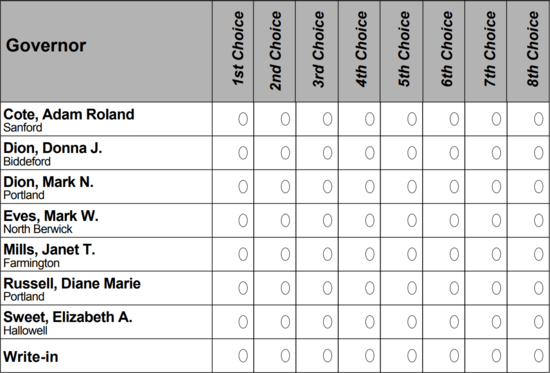 Governor
1st Choice
2nd Choice
3rd Choice
4th Choice
5th Choice
6th Choice
7th Choice
8th Choice
Cote, Adam Roland
Sanford
Dion, Donna J.
Biddeford
Dion, Mark N.
Portland
Eves, Mark W.
North Berwick
Mills, Janet T.
Farmington
Russell, Diane Marie
Portland
Sweet, Elizabeth A.
Hallowell
Write-in